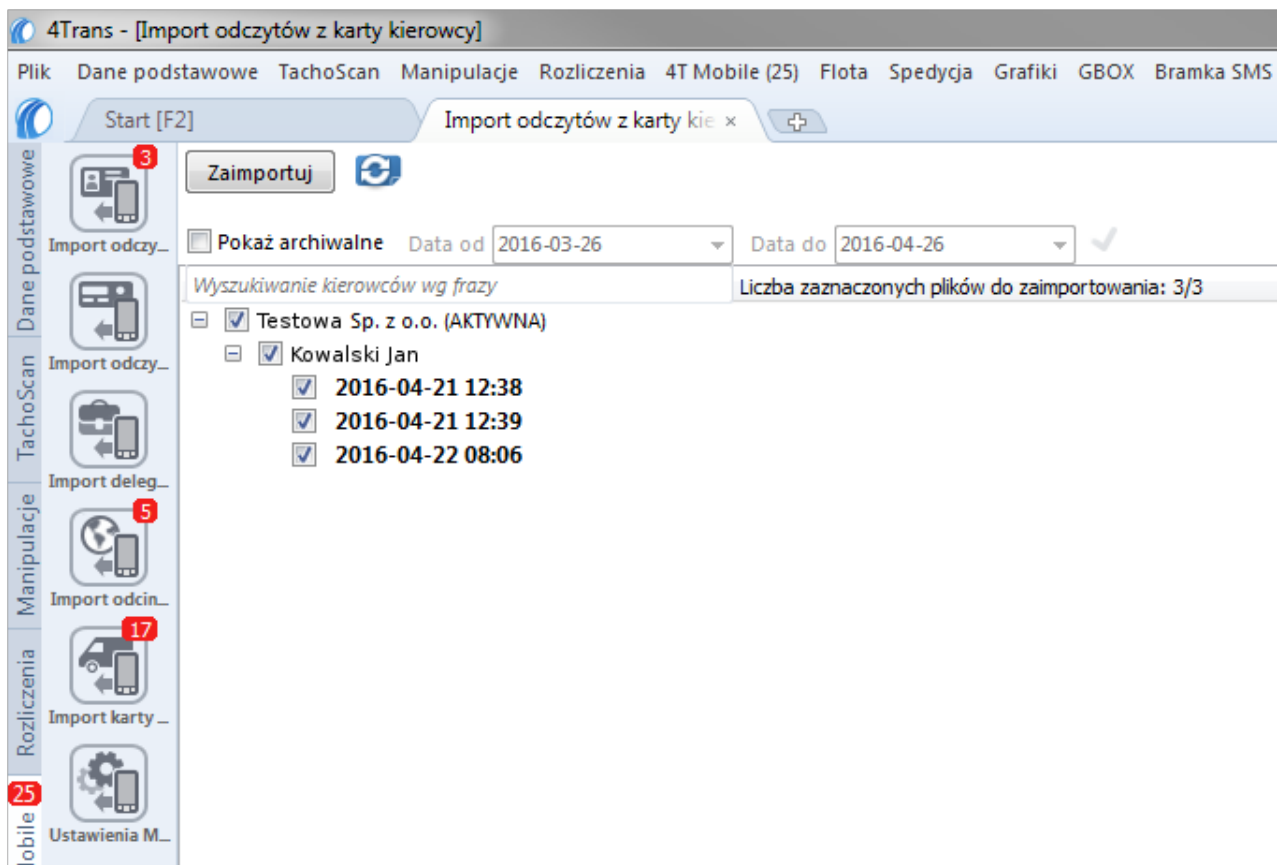 4Trans - [Import odczytów z karty kierowcy]
Plik Dane podstawowe TachoScan Manipulacje Rozliczenia 4T Mobile (25) Flota Spedycja Grafiki GBOX Bramka SMS
Start [F2] Import odczytów z karty kie × 
Dane podstawowe
TachoScan
Manipulacje
Rozliczenia
25
3
Import odczy...
Import odczy...
Import deleg...
5
Import odcin...
17
Import karty ...
Ustawienia M...
Zaimportuj
Pokaż archiwalne Data od 2016-03-26 Data do 2016-04-26
Wyszukiwanie kierowców wg frazy Liczba zaznaczonych plików do zaimportowania: 3/3
Testowa Sp. z o.o. (AKTYWNA)
Kowalski Jan
2016-04-21 12:38
2016-04-21 12:39
2016-04-22 08:06